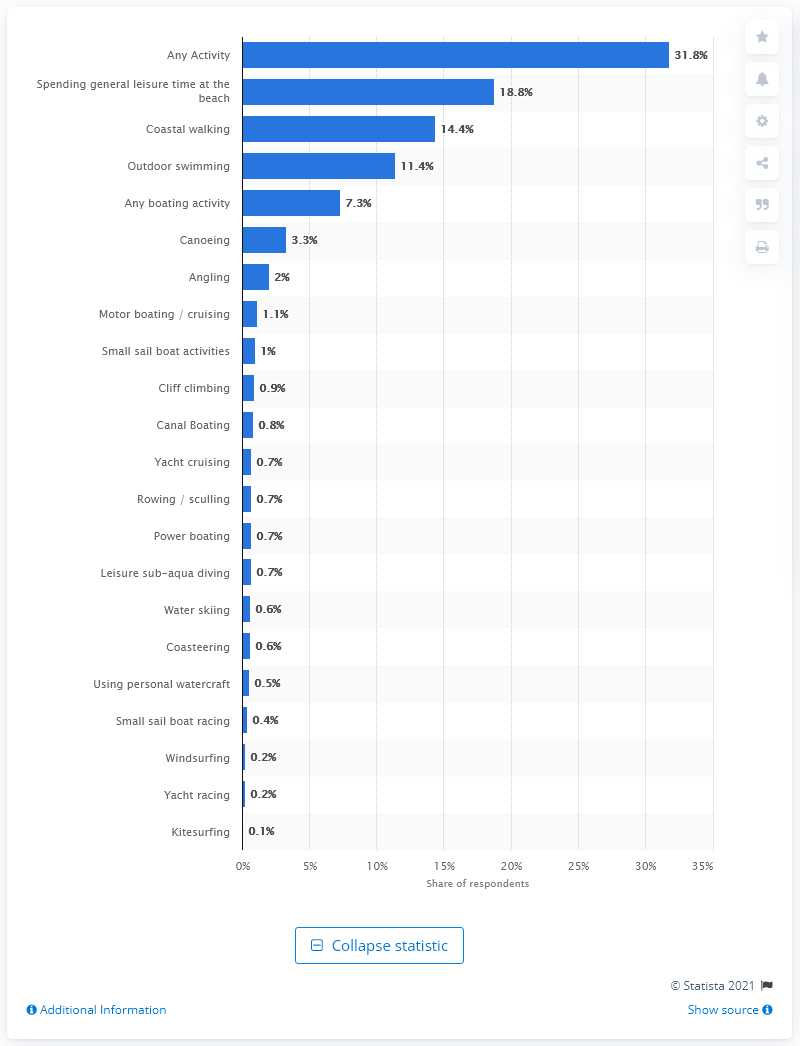 Any Activity
31.8%
Spending general leisure time at the
beach
18.8%
Coastal walking
14.4%
Outdoor swimming
11.4%
Any boating activity
7.3%
Canoeing
3.3%
Angling
2%
Motor boating / cruising
1.1%
Small sail boat activities
1%
Cliff climbing
0.9%
Canal Boating
0.8%
Yacht cruising
0.7%
Rowing / sculling
0.7%
Power boating
0.7%
Leisure sub-aqua diving
0.7%
Water skiing
0.6%
Coasteering
0.6%
Using personal watercraft
0.5%
Small sail boat racing
0.4%
Windsurfing
0.2%
Yacht racing
0.2%
Kitesurfing
0.1%
0% 5% 10% 15% 20% 25% 30% 35%
Share of respondents
Collapse statistic
© Statista 2021
Additional Information
Show source